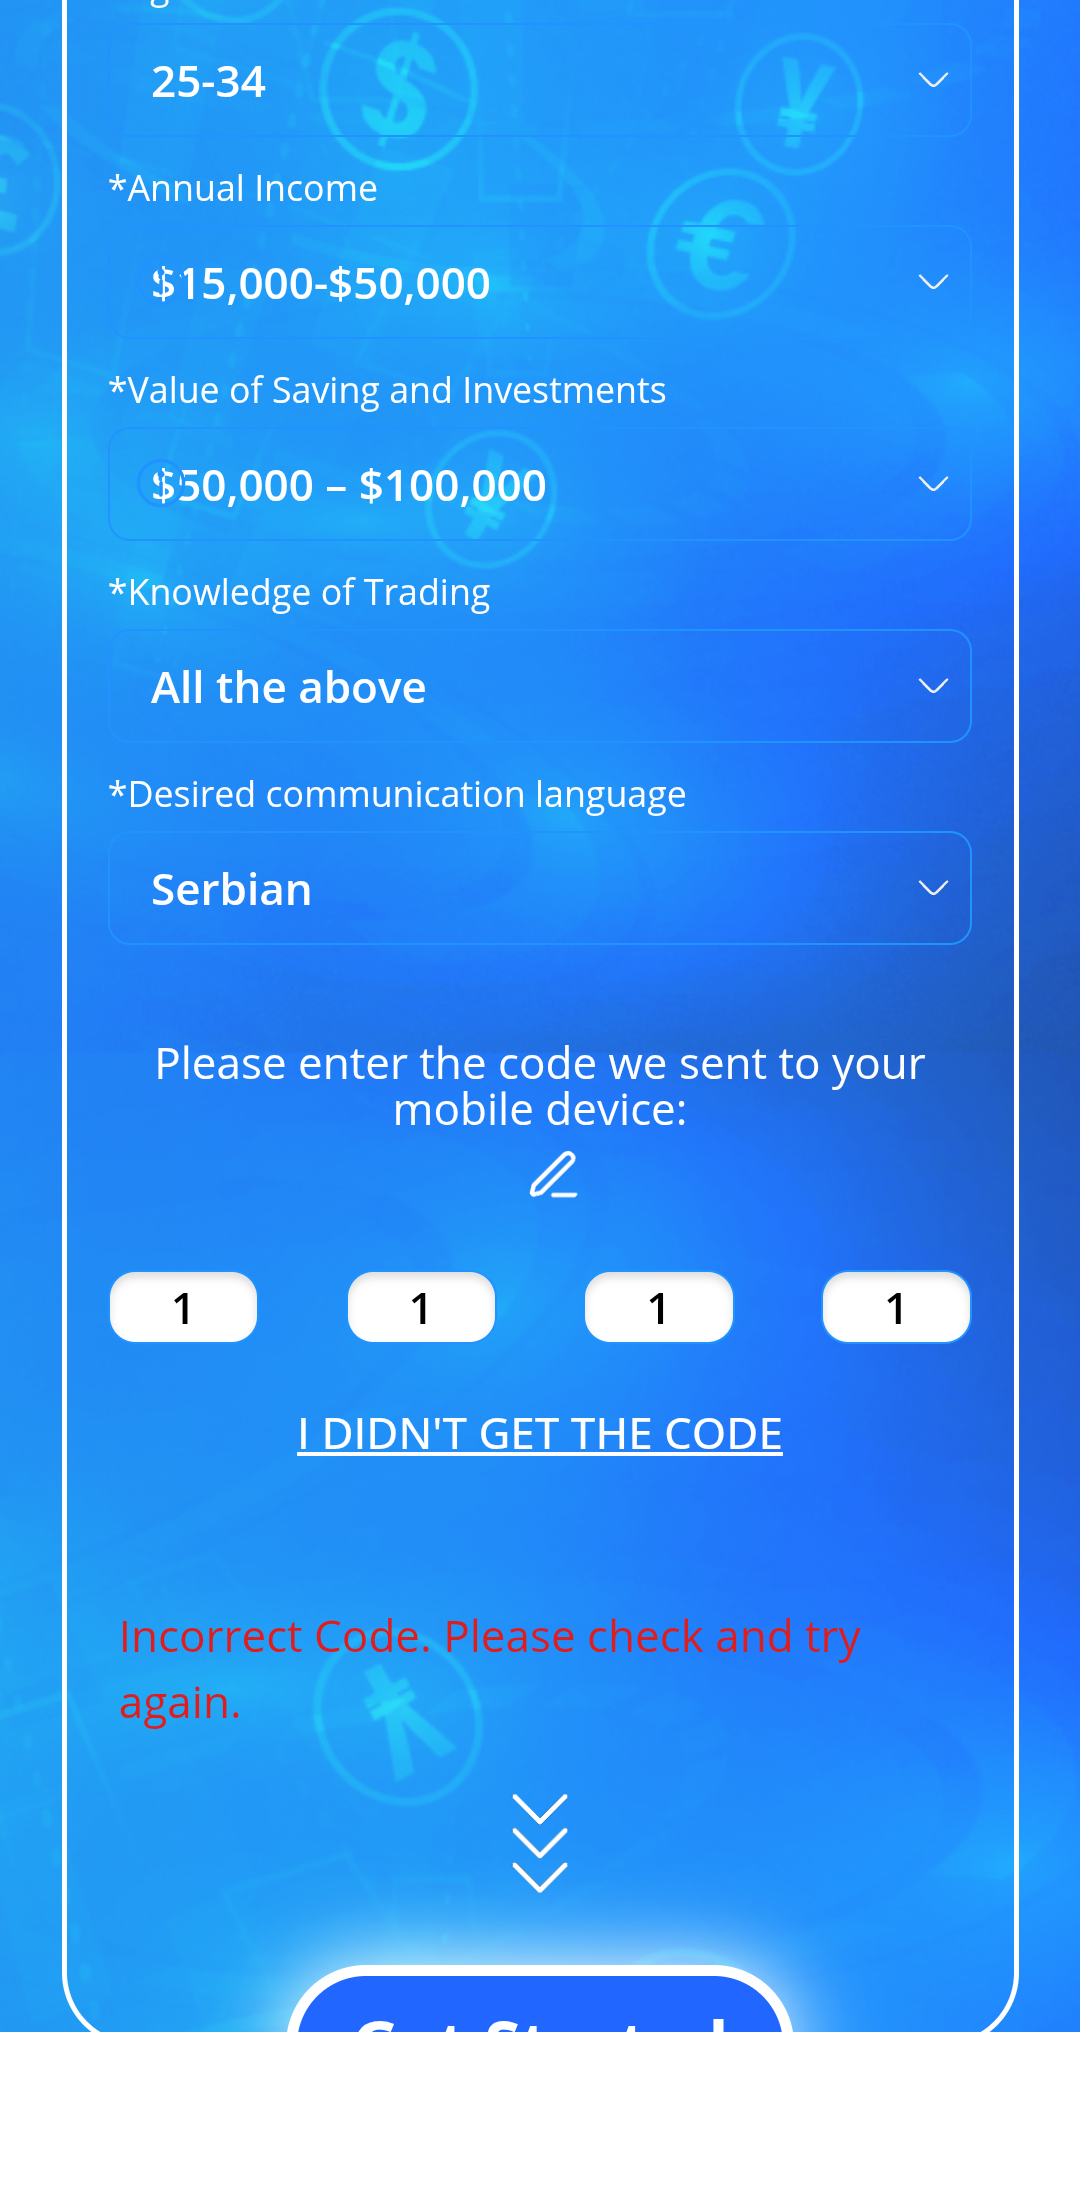 25-34
*Annual Income
$15,000-$50,000
*Value of Saving and Investments
$50,000 – $100,000
*Knowledge of Trading
All the above
*Desired communication language
Serbian
Please enter the code we sent to your
mobile device:
1 1 1 1
I DIDN'T GET THE CODE
Incorrect Code. Please check and try
again.
Get Started